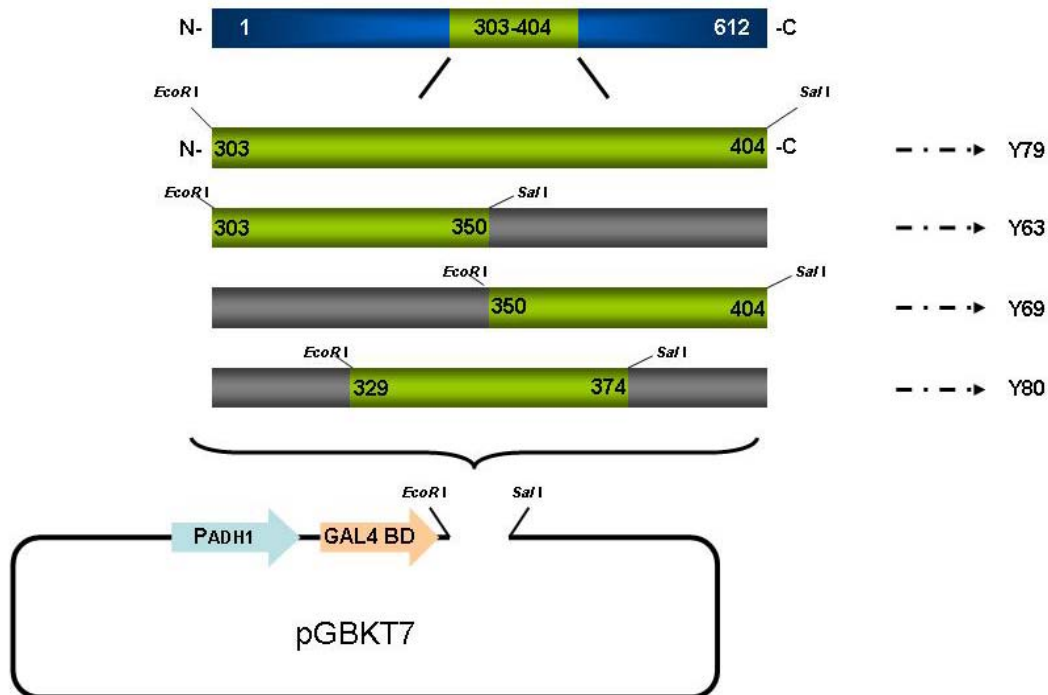 N- 1 303-404 612 -C
EcoR I Sal I
N- 303 404 -C Y79
EcoR I Sal I
303 350 Y63
EcoR I Sal I
350 404 Y69
EcoR I Sal I
329 374 Y80
EcoR I Sal I
PADH1 GAL4 BD
pGBKT7